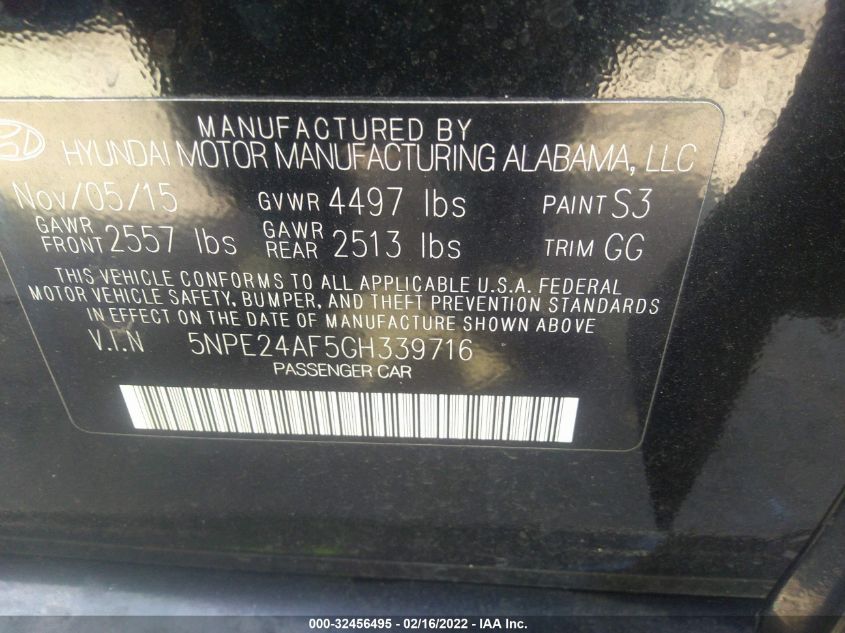 MANUFACTURED BY
HYUNDAI MOTOR MANUFACTURING ALABAMA, LLC
Nov/05/15 GVWR 4497 lbs PAINT S3
GAWR FRONT 2557 lbs GAWR REAR 2513 lbs TRIM GG
THIS VEHICLE CONFORMS TO ALL APPLICABLE U.S.A. FEDERAL
MOTOR VEHICLE SAFETY, BUMPER, AND THEFT PREVENTION STANDARDS
IN EFFECT ON THE DATE OF MANUFACTURE SHOWN ABOVE
V.I.N 5NPE24AF5GH339716
PASSENGER CAR
000-32456495 - 02/16/2022 - IAA Inc.